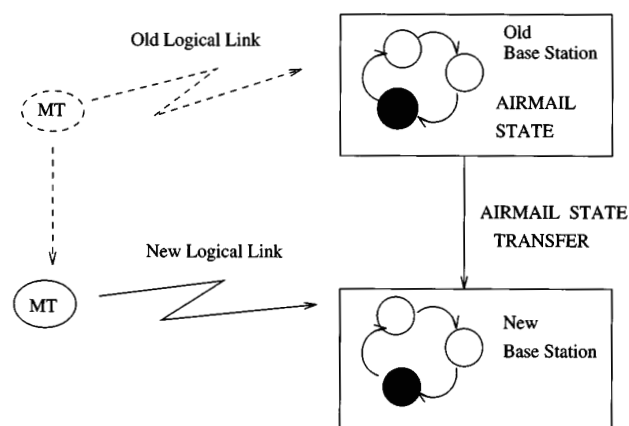 Old Logical Link
Old
Base Station
MT
AIRMAIL
STATE
AIRMAIL STATE
TRANSFER
New Logical Link
MT
New
Base Station